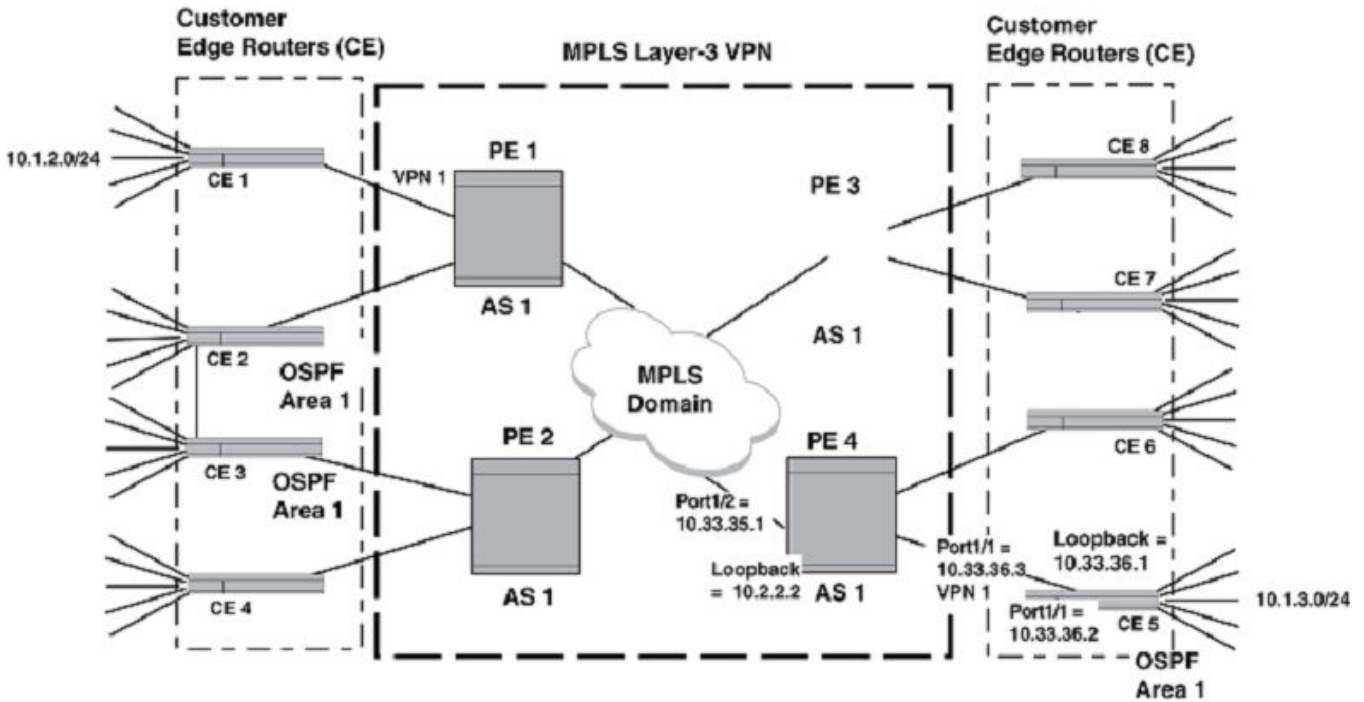 Customer
Edge Routers (CE)
MPLS Layer-3 VPN
Customer
Edge Routers (CE)
10.1.2.0/24
CE 1
VPN 1
PE 1
AS 1
PE 3
AS 1
CE 8
CE 7
CE 2
OSPF
Area 1
MPLS
Domain
CE 3
OSPF
Area 1
PE 2
AS 1
PE 4
Port1/2 =
10.33.35.1
Loopback
= 10.2.2.2
AS 1
CE 6
CE 4
Port1/1 =
10.33.36.3
VPN 1
Loopback =
10.33.36.1
Port1/1 =
10.33.36.2
CE 5
10.1.3.0/24
OSPF
Area 1